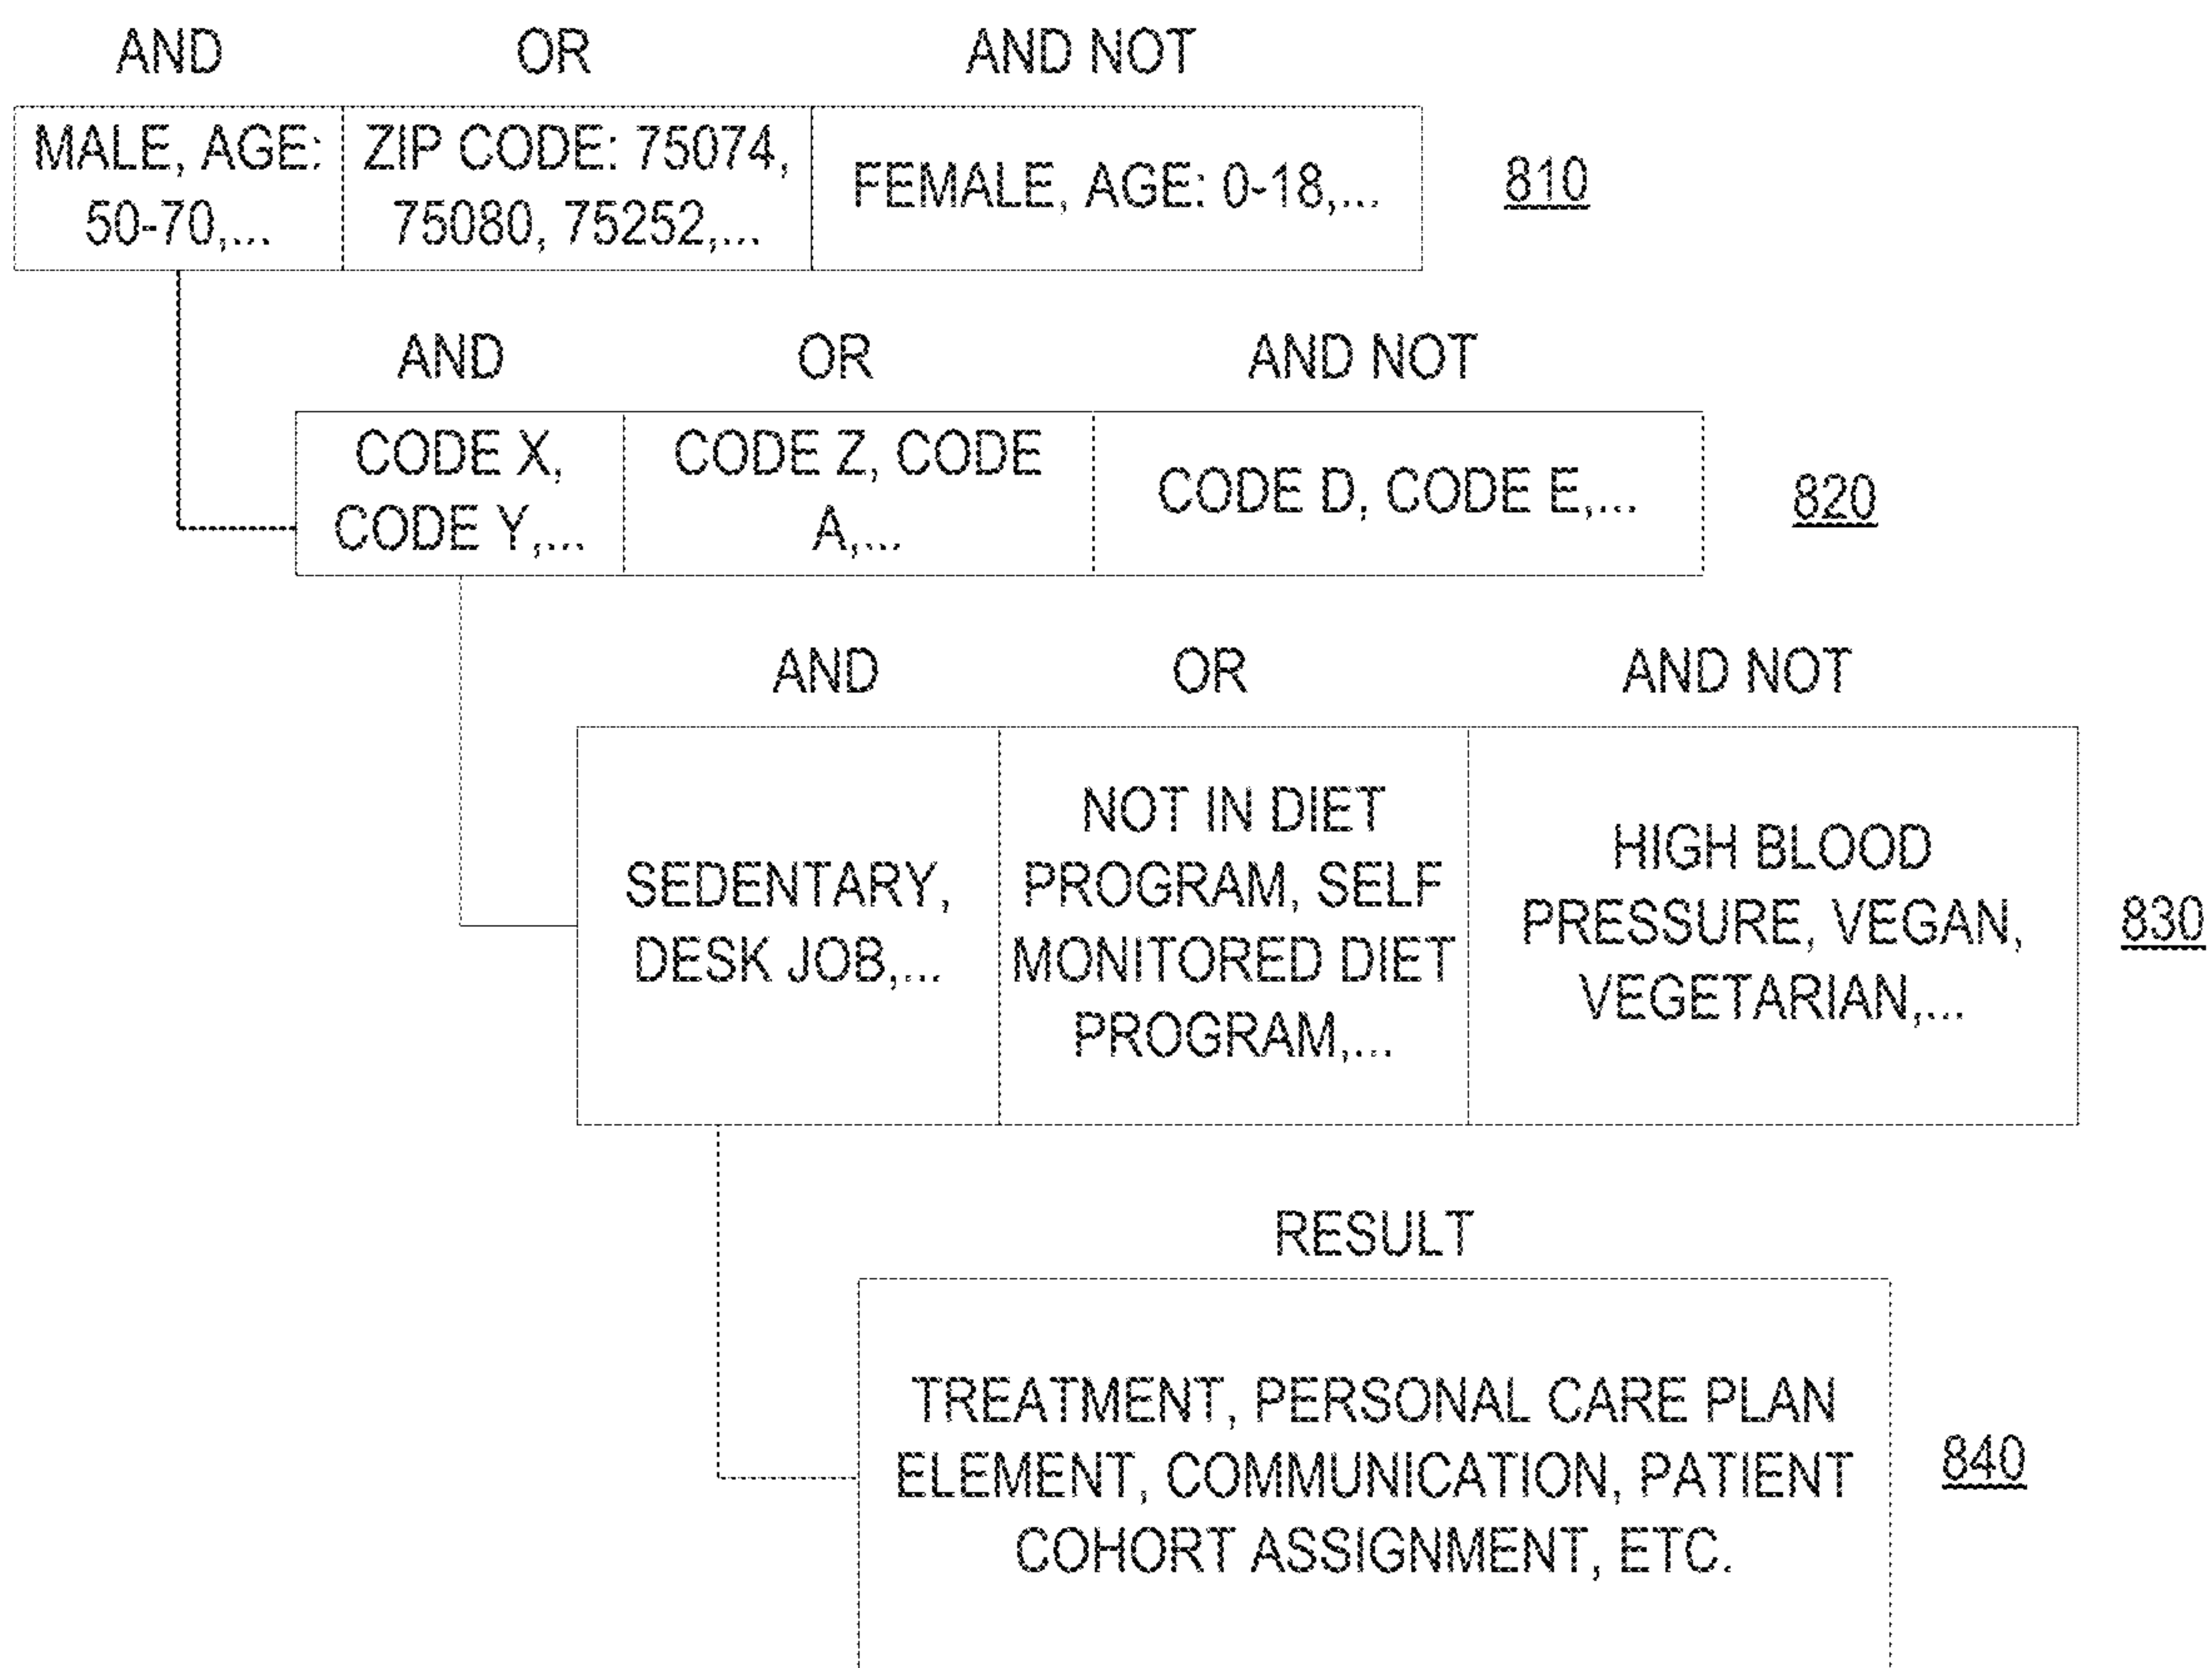 AND OR AND NOT
MALE, AGE:
50-70,...
ZIP CODE: 75074,
75080, 75252,...
FEMALE, AGE: 0-18,...
810
AND OR AND NOT
CODE X,
CODE Y,...
CODE Z, CODE
A,...
CODE D, CODE E,...
820
AND OR AND NOT
SEDENTARY,
DESK JOB,...
NOT IN DIET
PROGRAM, SELF
MONITORED DIET
PROGRAM,...
HIGH BLOOD
PRESSURE, VEGAN,
VEGETARIAN,...
830
RESULT
TREATMENT, PERSONAL CARE PLAN
ELEMENT, COMMUNICATION, PATIENT
COHORT ASSIGNMENT, ETC.
840